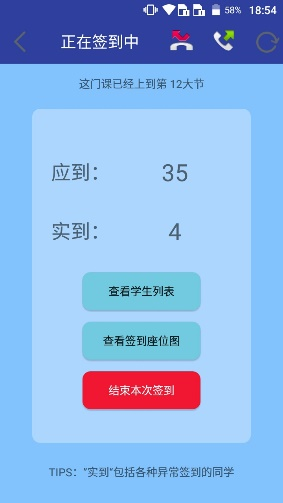 58% 18:54
正在签到中
这门课已经上到第 12大节
应到： 35
实到： 4
查看学生列表
查看签到座位图
结束本次签到
TIPS：“实到”包括各种异常签到的同学